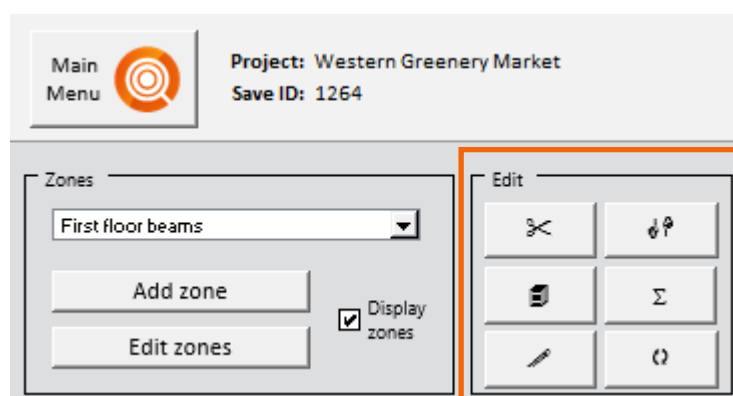 Main
Menu
Project: Western Greenery Market
Save ID: 1264
Zones
First floor beams
Add zone
Edit zones
Display
zones
Edit
Σ